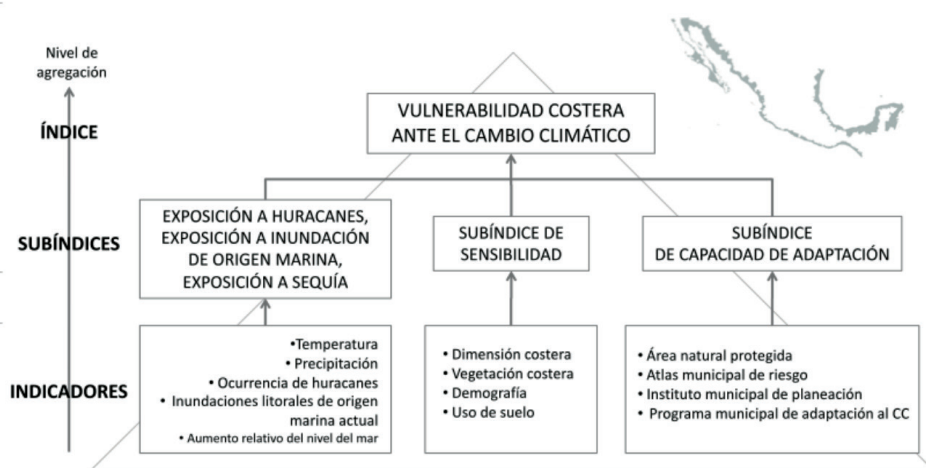 Nivel de
agregación
ÍNDICE
VULNERABILIDAD COSTERA
ANTE EL CAMBIO CLIMÁTICO
SUBÍNDICES
EXPOSICIÓN A HURACANES,
EXPOSICIÓN A INUNDACIÓN
DE ORIGEN MARINA,
EXPOSICIÓN A SEQUÍA
SUBÍNDICE DE
SENSIBILIDAD
SUBÍNDICE
DE CAPACIDAD DE ADAPTACIÓN
INDICADORES
•Temperatura
• Precipitación
• Ocurrencia de huracanes
• Inundaciones litorales de origen
marina actual
• Aumento relativo del nivel del mar
• Dimensión costera
• Vegetación costera
• Demografía
• Uso de suelo
• Área natural protegida
• Atlas municipal de riesgo
• Instituto municipal de planeación
• Programa municipal de adaptación al CC